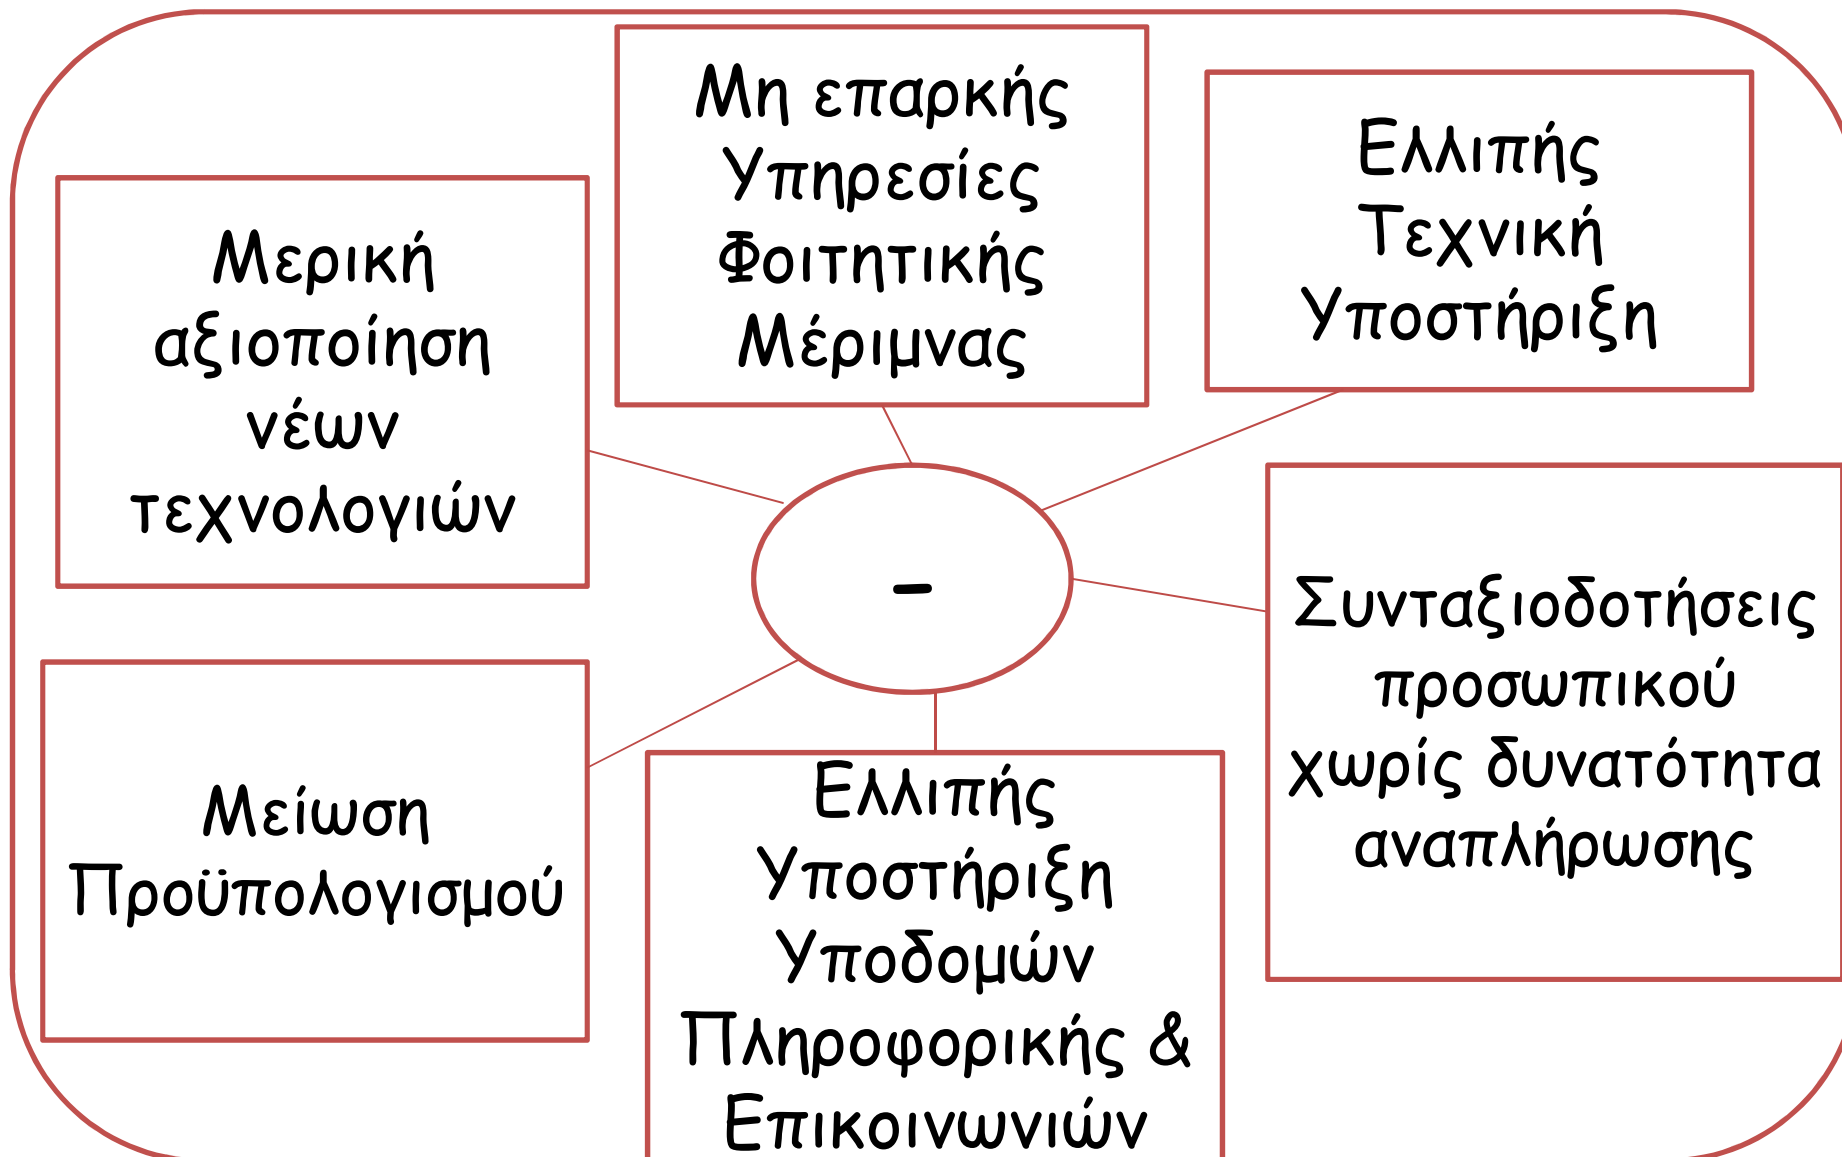 Μη επαρκής
Υπηρεσίες
Φοιτητικής
Μέριμνας
Ελλιπής
Τεχνική
Υποστήριξη
Μερική
αξιοποίηση
νέων
τεχνολογιών
-
Συνταξιοδοτήσεις
προσωπικού
χωρίς δυνατότητα
αναπλήρωσης
Μείωση
Προϋπολογισμού
Ελλιπής
Υποστήριξη
Υποδομών
Πληροφορικής &
Επικοινωνιών